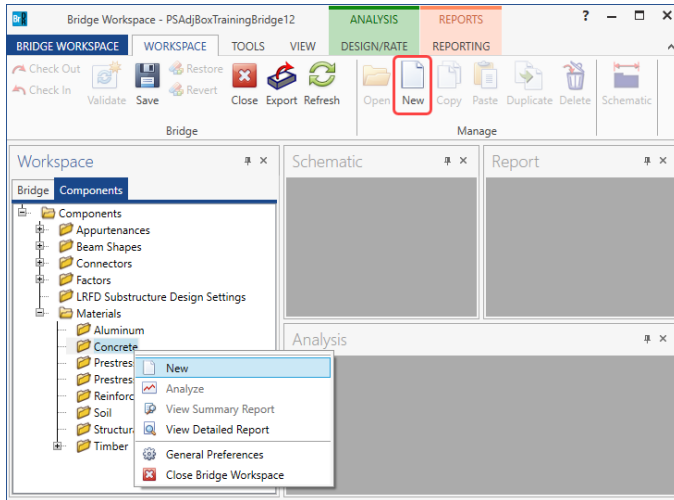 Br Bridge Workspace - PSAdjBoxTrainingBridge12 ANALYSIS REPORTS ?
BRIDGE WORKSPACE WORKSPACE TOOLS VIEW DESIGN/RATE REPORTING
Check Out Restore
Check In Revert
Validate Save Close Export Refresh Open New Copy Paste Duplicate Delete Schematic
Bridge Manage
Workspace Schematic Report
Bridge Components
Components
Appurtenances
Beam Shapes
Connectors
Factors
LRFD Substructure Design Settings
Materials
Aluminum
Concrete
Prestres
Prestres
Reinforc
Soil
Structur
Timber
Analysis
New
Analyze
View Summary Report
View Detailed Report
General Preferences
Close Bridge Workspace